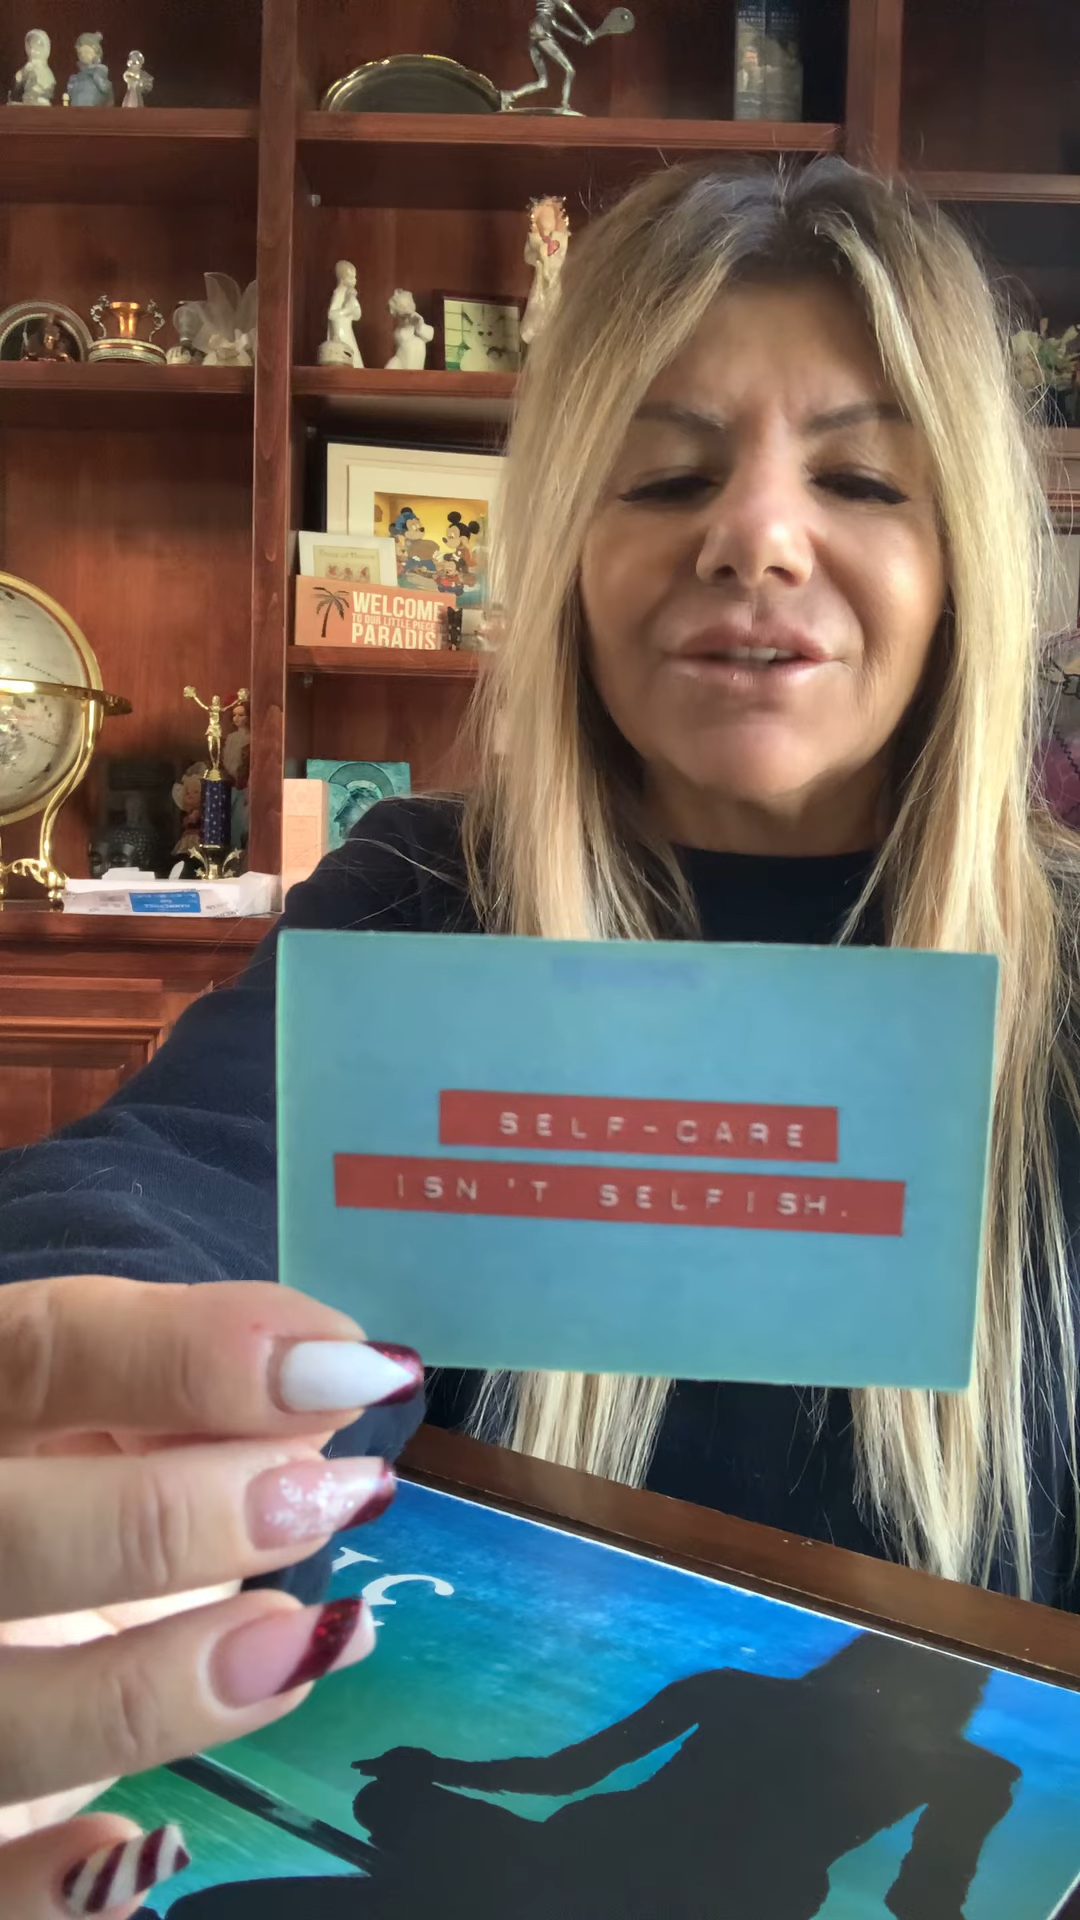 WELCOME
TO OUR LITTLE PIECE
PARADIS
SELF-CARE
ISN'T SELFISH.